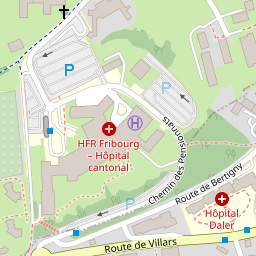 P
P
P
H
HFR Fribourg
– Hôpital
cantonal
Chemin des Pensionnats
Route de Bertigny
Hôpital
Daler
Route de Villars